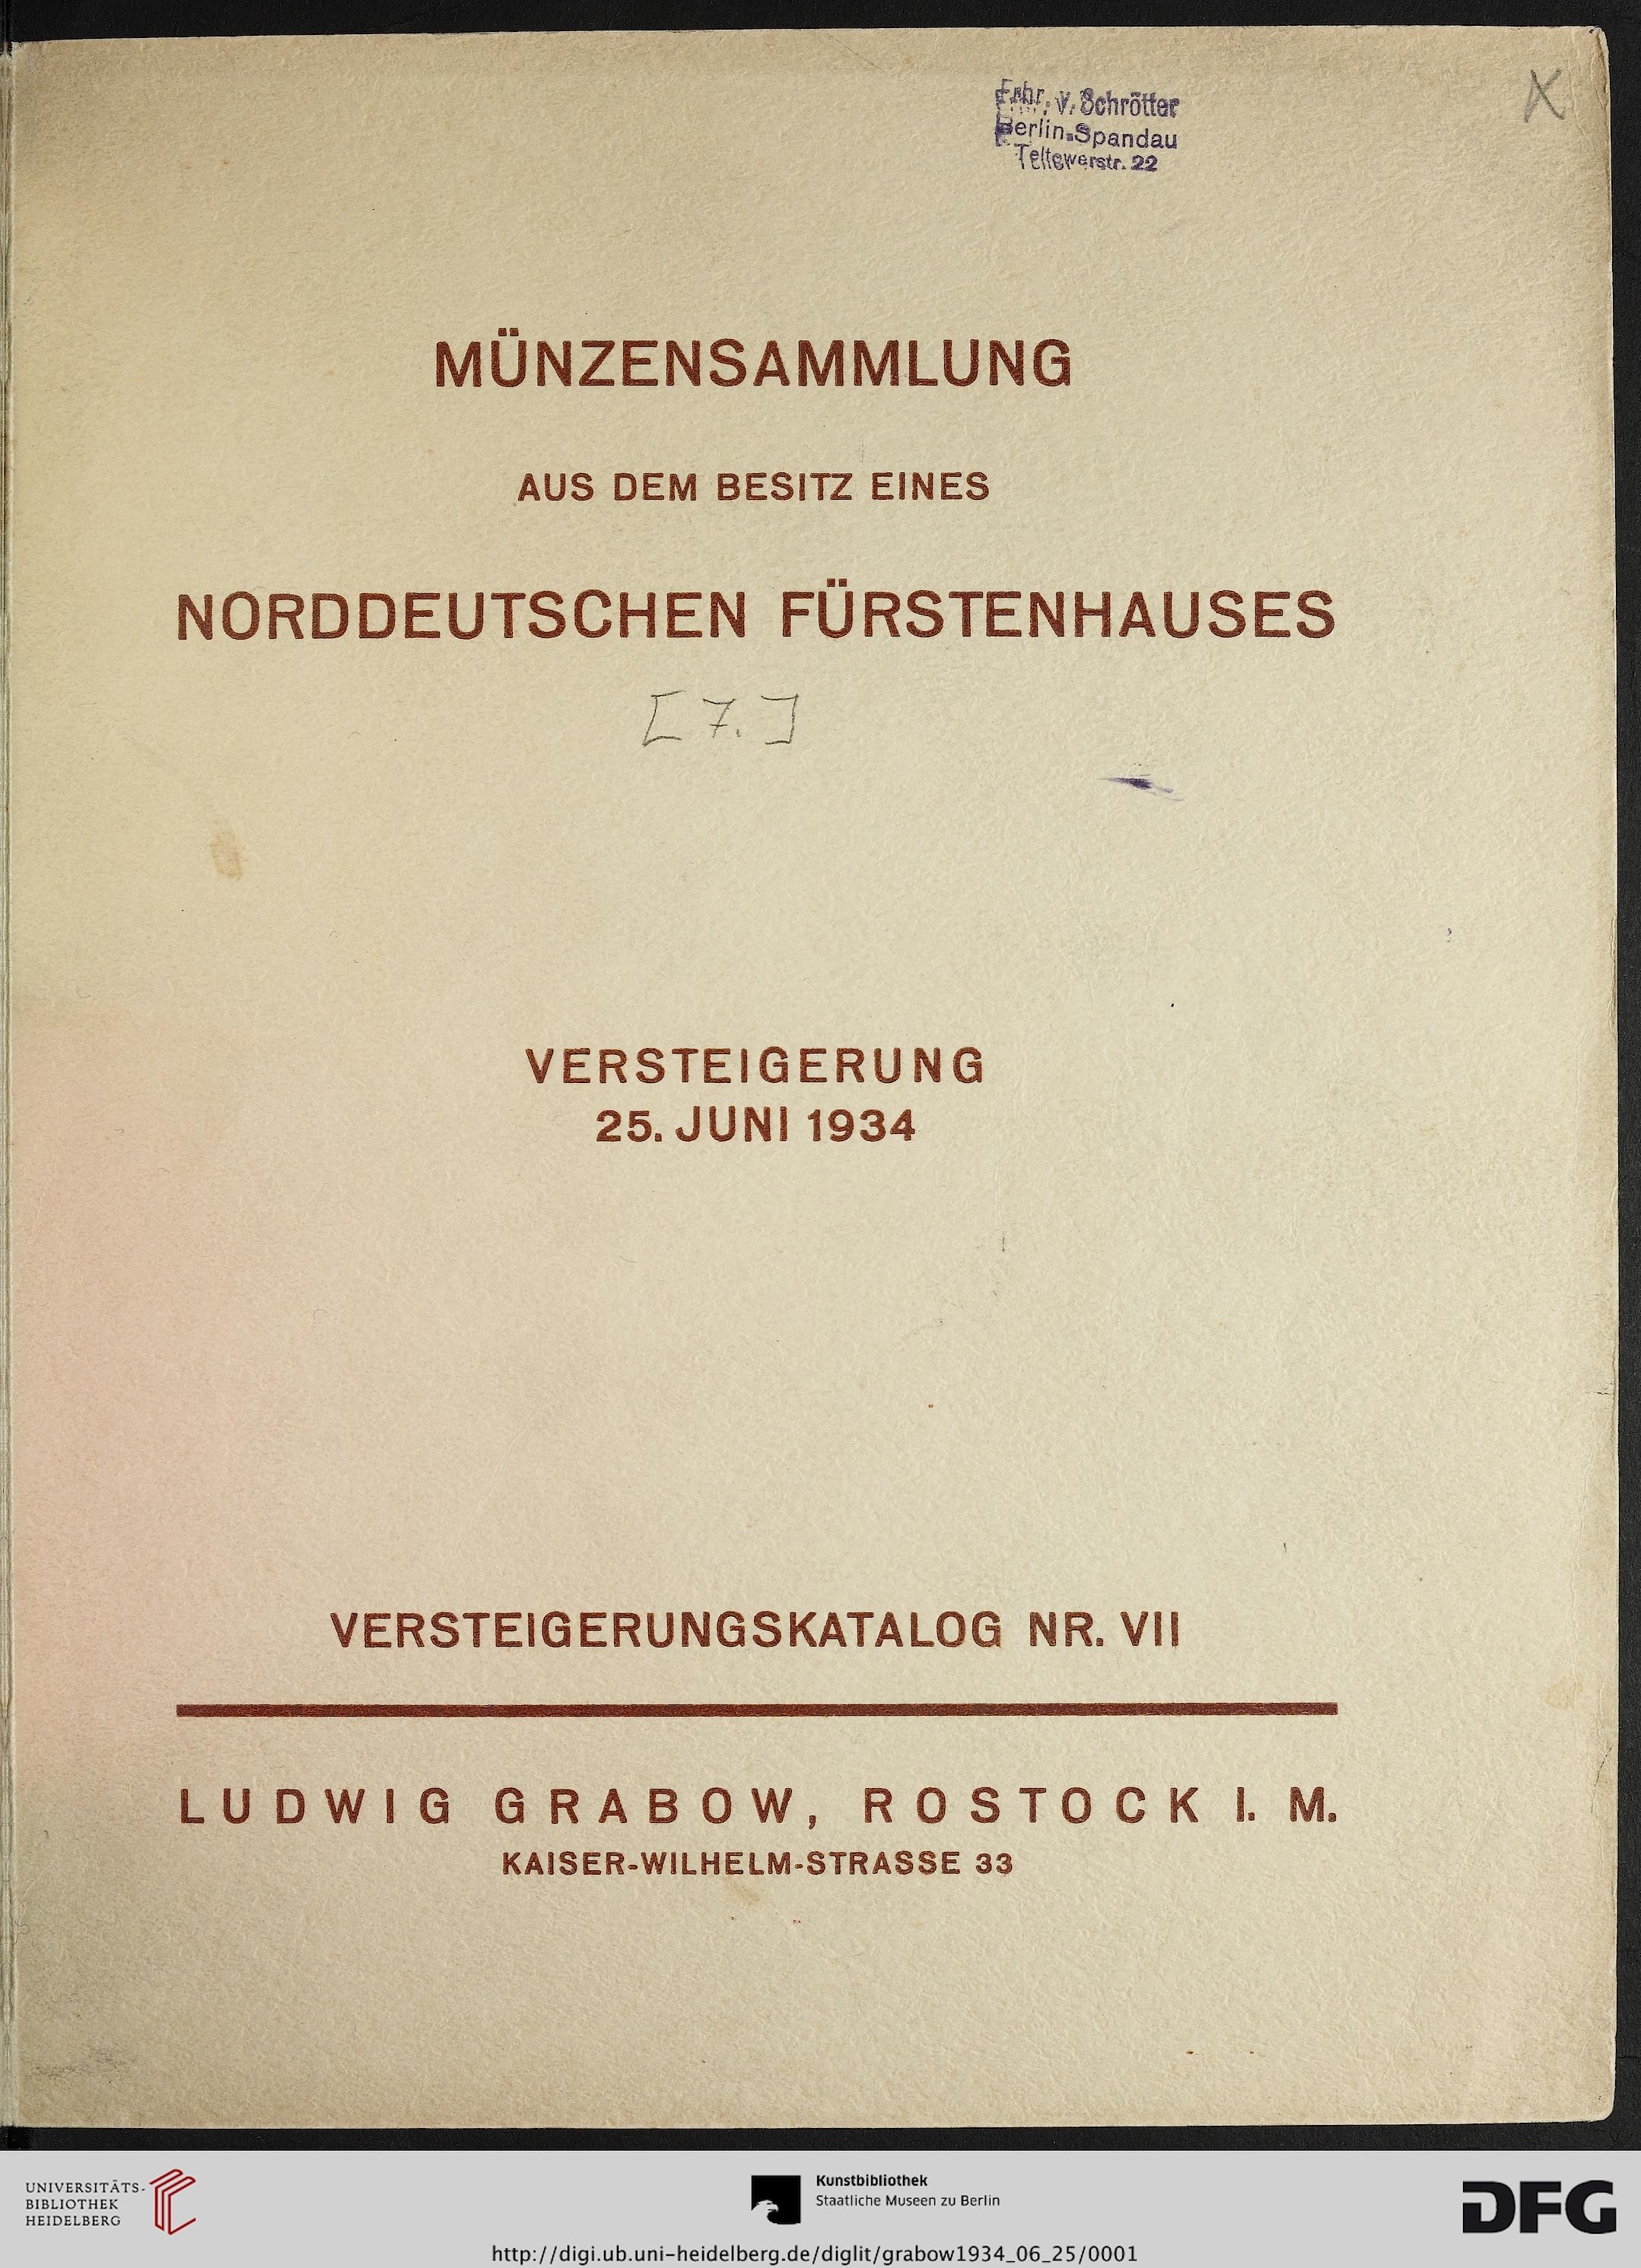 Frhr. v. Schrötter
Berlin-Spandau
Teltowerstr. 22
X
MÜNZENSAMMLUNG
AUS DEM BESITZ EINES
NORDDEUTSCHEN FÜRSTENHAUSES
[7.]
VERSTEIGERUNG
25. JUNI 1934
VERSTEIGERUNGSKATALOG NR. VII
LUDWIG GRABOW, ROSTOCK I. M.
KAISER-WILHELM-STRASSE 33
UNIVERSITÄTS-
BIBLIOTHEK
HEIDELBERG
Kunstbibliothek
Staatliche Museen zu Berlin
DFG
http://digi.ub.uni-heidelberg.de/diglit/grabow1934_06_25/0001